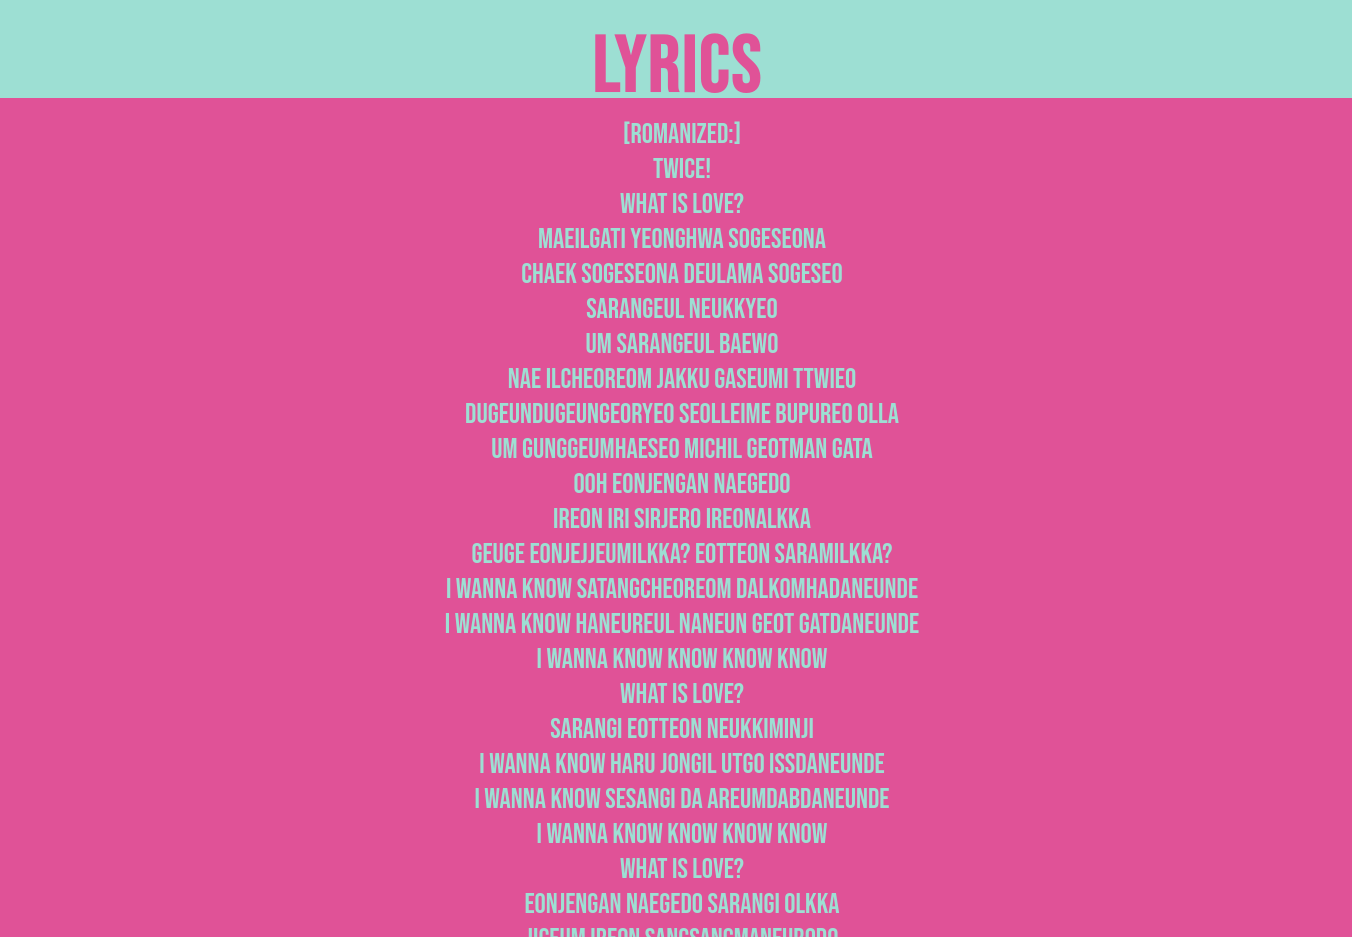 LYRICS
[ROMANIZED:]
TWICE!
WHAT IS LOVE?
MAEILGATI YEONGHWA SOGESEONA
CHAEK SOGESEONA DEULAMA SOGESEO
SARANGEUL NEUKKYEO
UM SARANGEUL BAEWO
NAE ILCHEOREOM JAKKU GASEUMI TTWIEO
DUGEUNDUGEUNGEORYEO SEOLLEIME BUPUREO OLLA
UM GUNGGEUMHAESEO MICHIL GEOTMAN GATA
OOH EONJENGAN NAEGEDO
IREON IRI SIRJERO IREONALKKA
GEUGE EONJEJJEUMILKKA? EOTTEON SARAMILKKA?
I WANNA KNOW SATANGCHEOREOM DALKOMHADANEUNDE
I WANNA KNOW HANEUREUL NANEUN GEOT GATDANEUNDE
I WANNA KNOW KNOW KNOW KNOW
WHAT IS LOVE?
SARANGI EOTTEON NEUKKIMINJI
I WANNA KNOW HARU JONGIL UTGO ISSDANEUNDE
I WANNA KNOW SESANGI DA AREUMDABDANEUNDE
I WANNA KNOW KNOW KNOW KNOW
WHAT IS LOVE?
EONJENGAN NAEGEDO SARANGI OLKKA
JIGEUM IREON SANGSANGMANEURODO